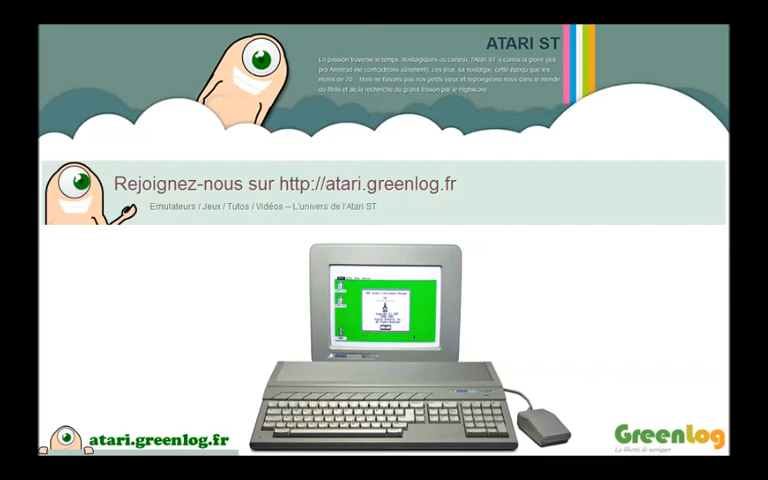 ATARI ST
La passion traverse le temps. Nostalgiques ou curieux, l'Atari ST a connu la gloire (les
pro Amstrad me contradirons sûrement), ces jeux, sa nostalgie, cette époque que les
moins de 20... Mais ne faisons pas nos petits vieux et replongeons nous dans le monde
du 8bits et de la recherche du grand frisson par le Highscore.
Rejoignez-nous sur http://atari.greenlog.fr
Emulateurs / Jeux / Tutos / Vidéos – L'univers de l'Atari ST
ATARI
atari.greenlog.fr
GreenLog
La liberté de naviguer